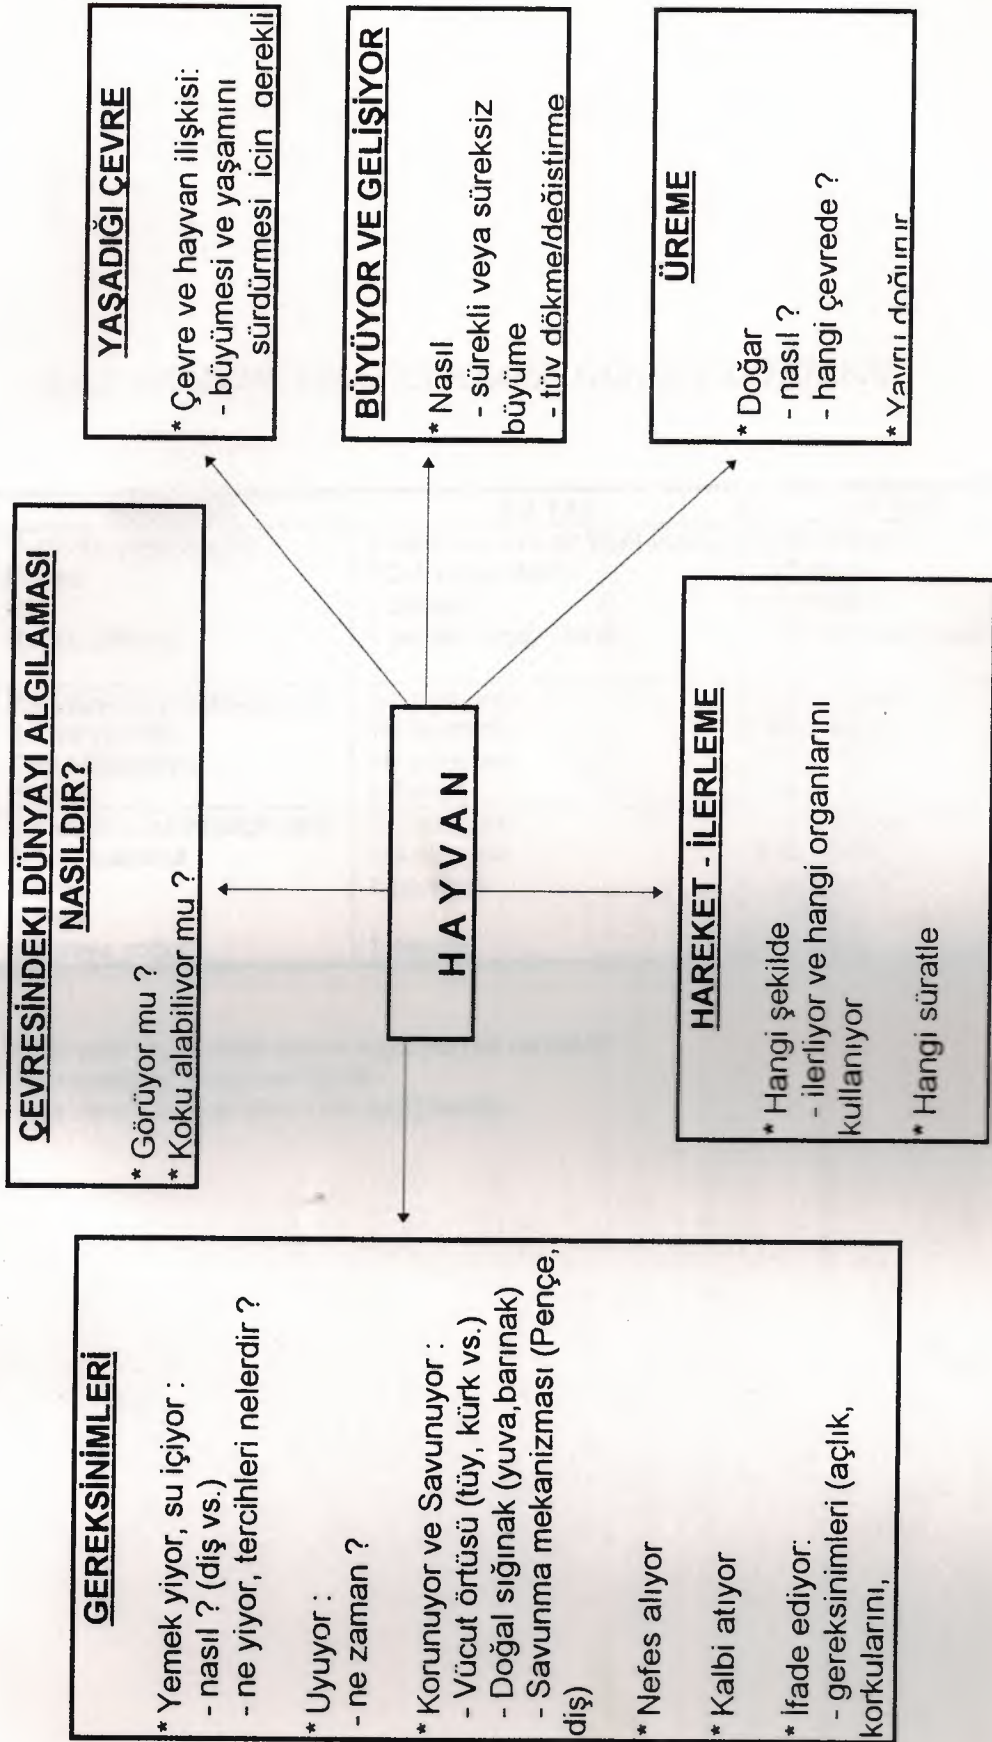 GEREKSİNİMLERİ
* Yemek yiyor, su içiyor :
- nasıl ? (diş vs.)
- ne yiyor, tercihleri nelerdir ?
* Uyuyor :
- ne zaman ?
* Korunuyor ve Savunuyor :
- Vücut örtüsü (tüy, kürk vs.)
- Doğal sığınak (yuva,barınak)
- Savunma mekanizması (Pençe,
diş)
* Nefes alıyor
* Kalbi atıyor
* İfade ediyor:
- gereksinimleri (açlık,
korkularını,
ÇEVRESİNDEKİ DÜNYAYI ALGILAMASI
NASILDIR?
* Görüyor mu ?
* Koku alabiliyor mu ?
HAYVAN
HAREKET - İLERLEME
* Hangi şekilde
- ilerliyor ve hangi organlarını
kullanıyor
* Hangi süratle
YAŞADIĞI ÇEVRE
* Çevre ve hayvan ilişkisi:
- büyümesi ve yaşamını
sürdürmesi için gerekli
BÜYÜYOR VE GELİŞİYOR
* Nasıl
- sürekli veya süreksiz
büyüme
- tüy dökme/değiştirme
ÜREME
* Doğar
- nasıl ?
- hangi çevrede ?
* Yavru doğurur